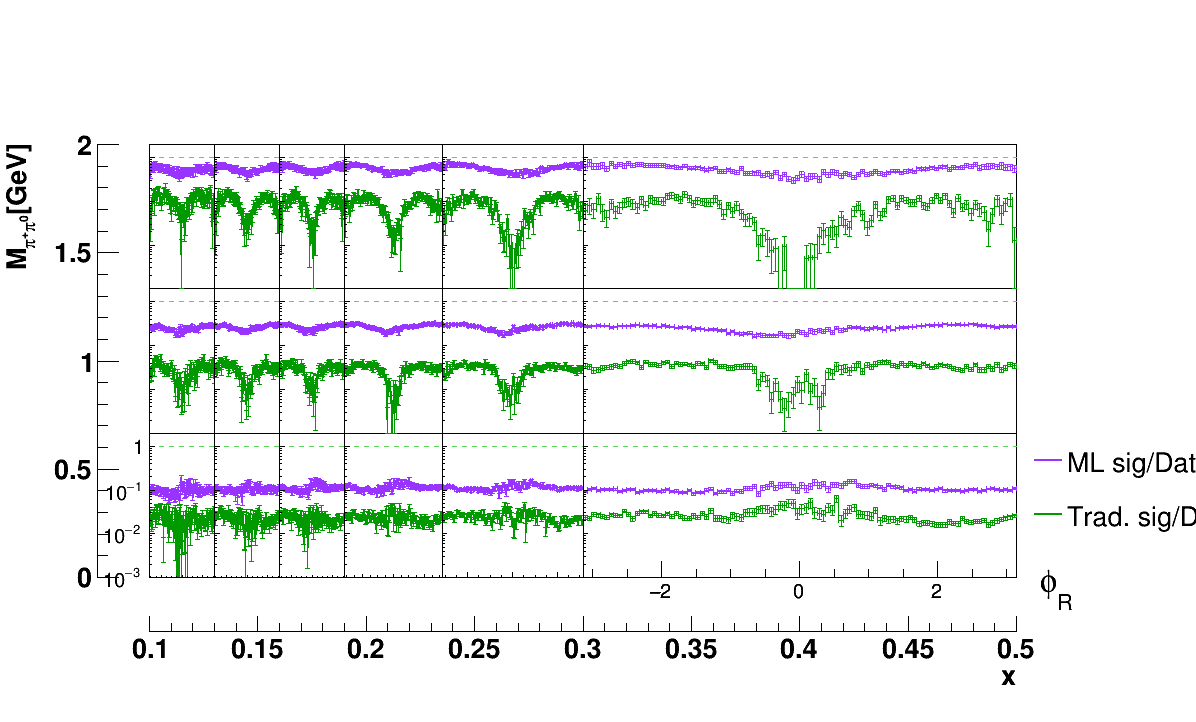 M π⁺π⁰ [GeV]
2
1.5
1
0.5
0
1
10⁻¹
10⁻²
10⁻³
−2 0 2
ϕ_R
0.1 0.15 0.2 0.25 0.3 0.35 0.4 0.45 0.5
x
ML sig/Dat
Trad. sig/D